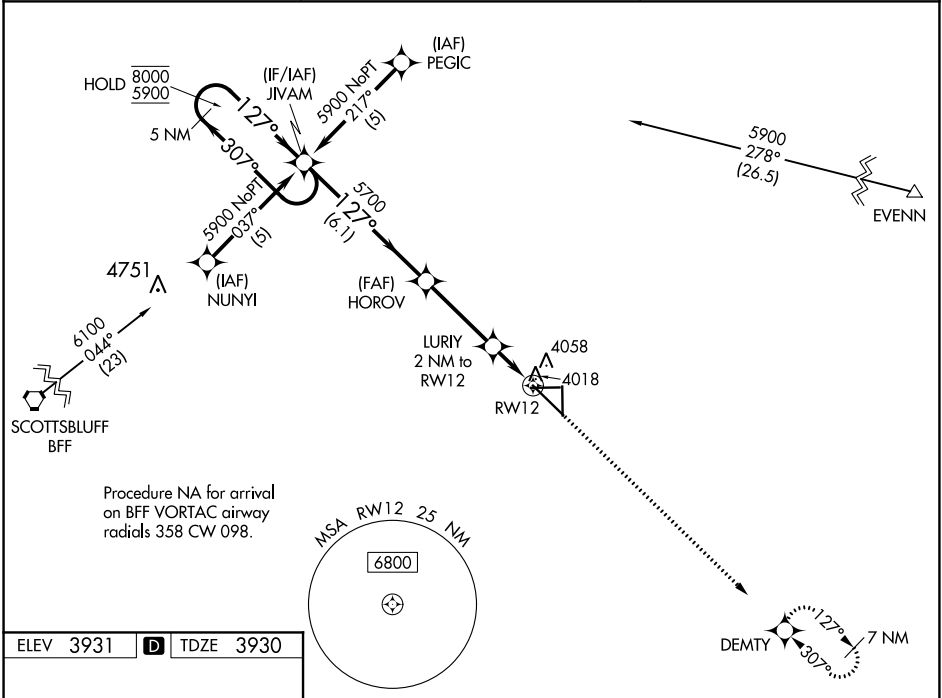 (IAF)
PEGIC
(IF/IAF)
JIVAM
HOLD 8000
5900
5 NM
127°
307°
5900 NoPT
217°
(5)
5900
278°
(26.5)
EVENN
5900 NoPT
037°
(5)
5700
127°
(6.1)
4751
(IAF)
NUNYI
(FAF)
HOROV
6100
044°
(23)
LURIY
2 NM to
RW12
4058
4018
RW12
SCOTTSBLUFF
BFF
Procedure NA for arrival
on BFF VORTAC airway
radials 358 CW 098.
MSA RW12 25 NM
6800
DEMTY
127°
307°
7 NM
ELEV 3931 D TDZE 3930